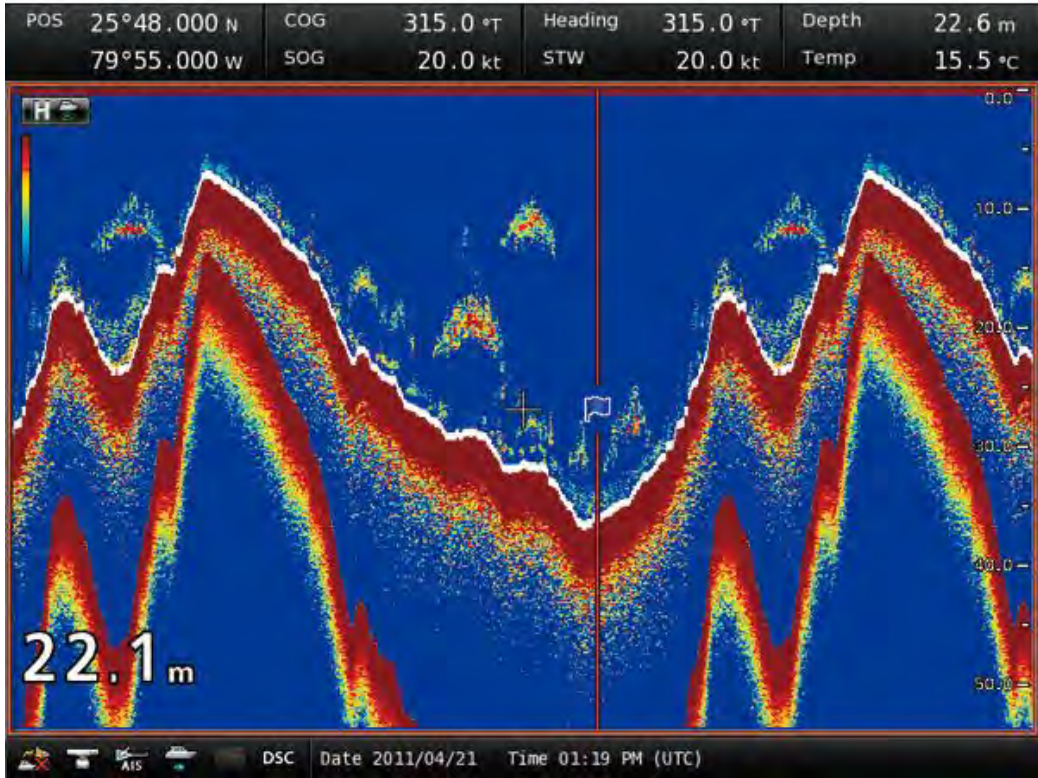 POS 25°48.000 N COG 315.0 °T Heading 315.0 °T Depth 22.6 m
79°55.000 W SOG 20.0 kt STW 20.0 kt Temp 15.5 °C
H
0.0
10.0
20.0
30.0
40.0
50.0
22.1 m
AIS DSC Date 2011/04/21 Time 01:19 PM (UTC)